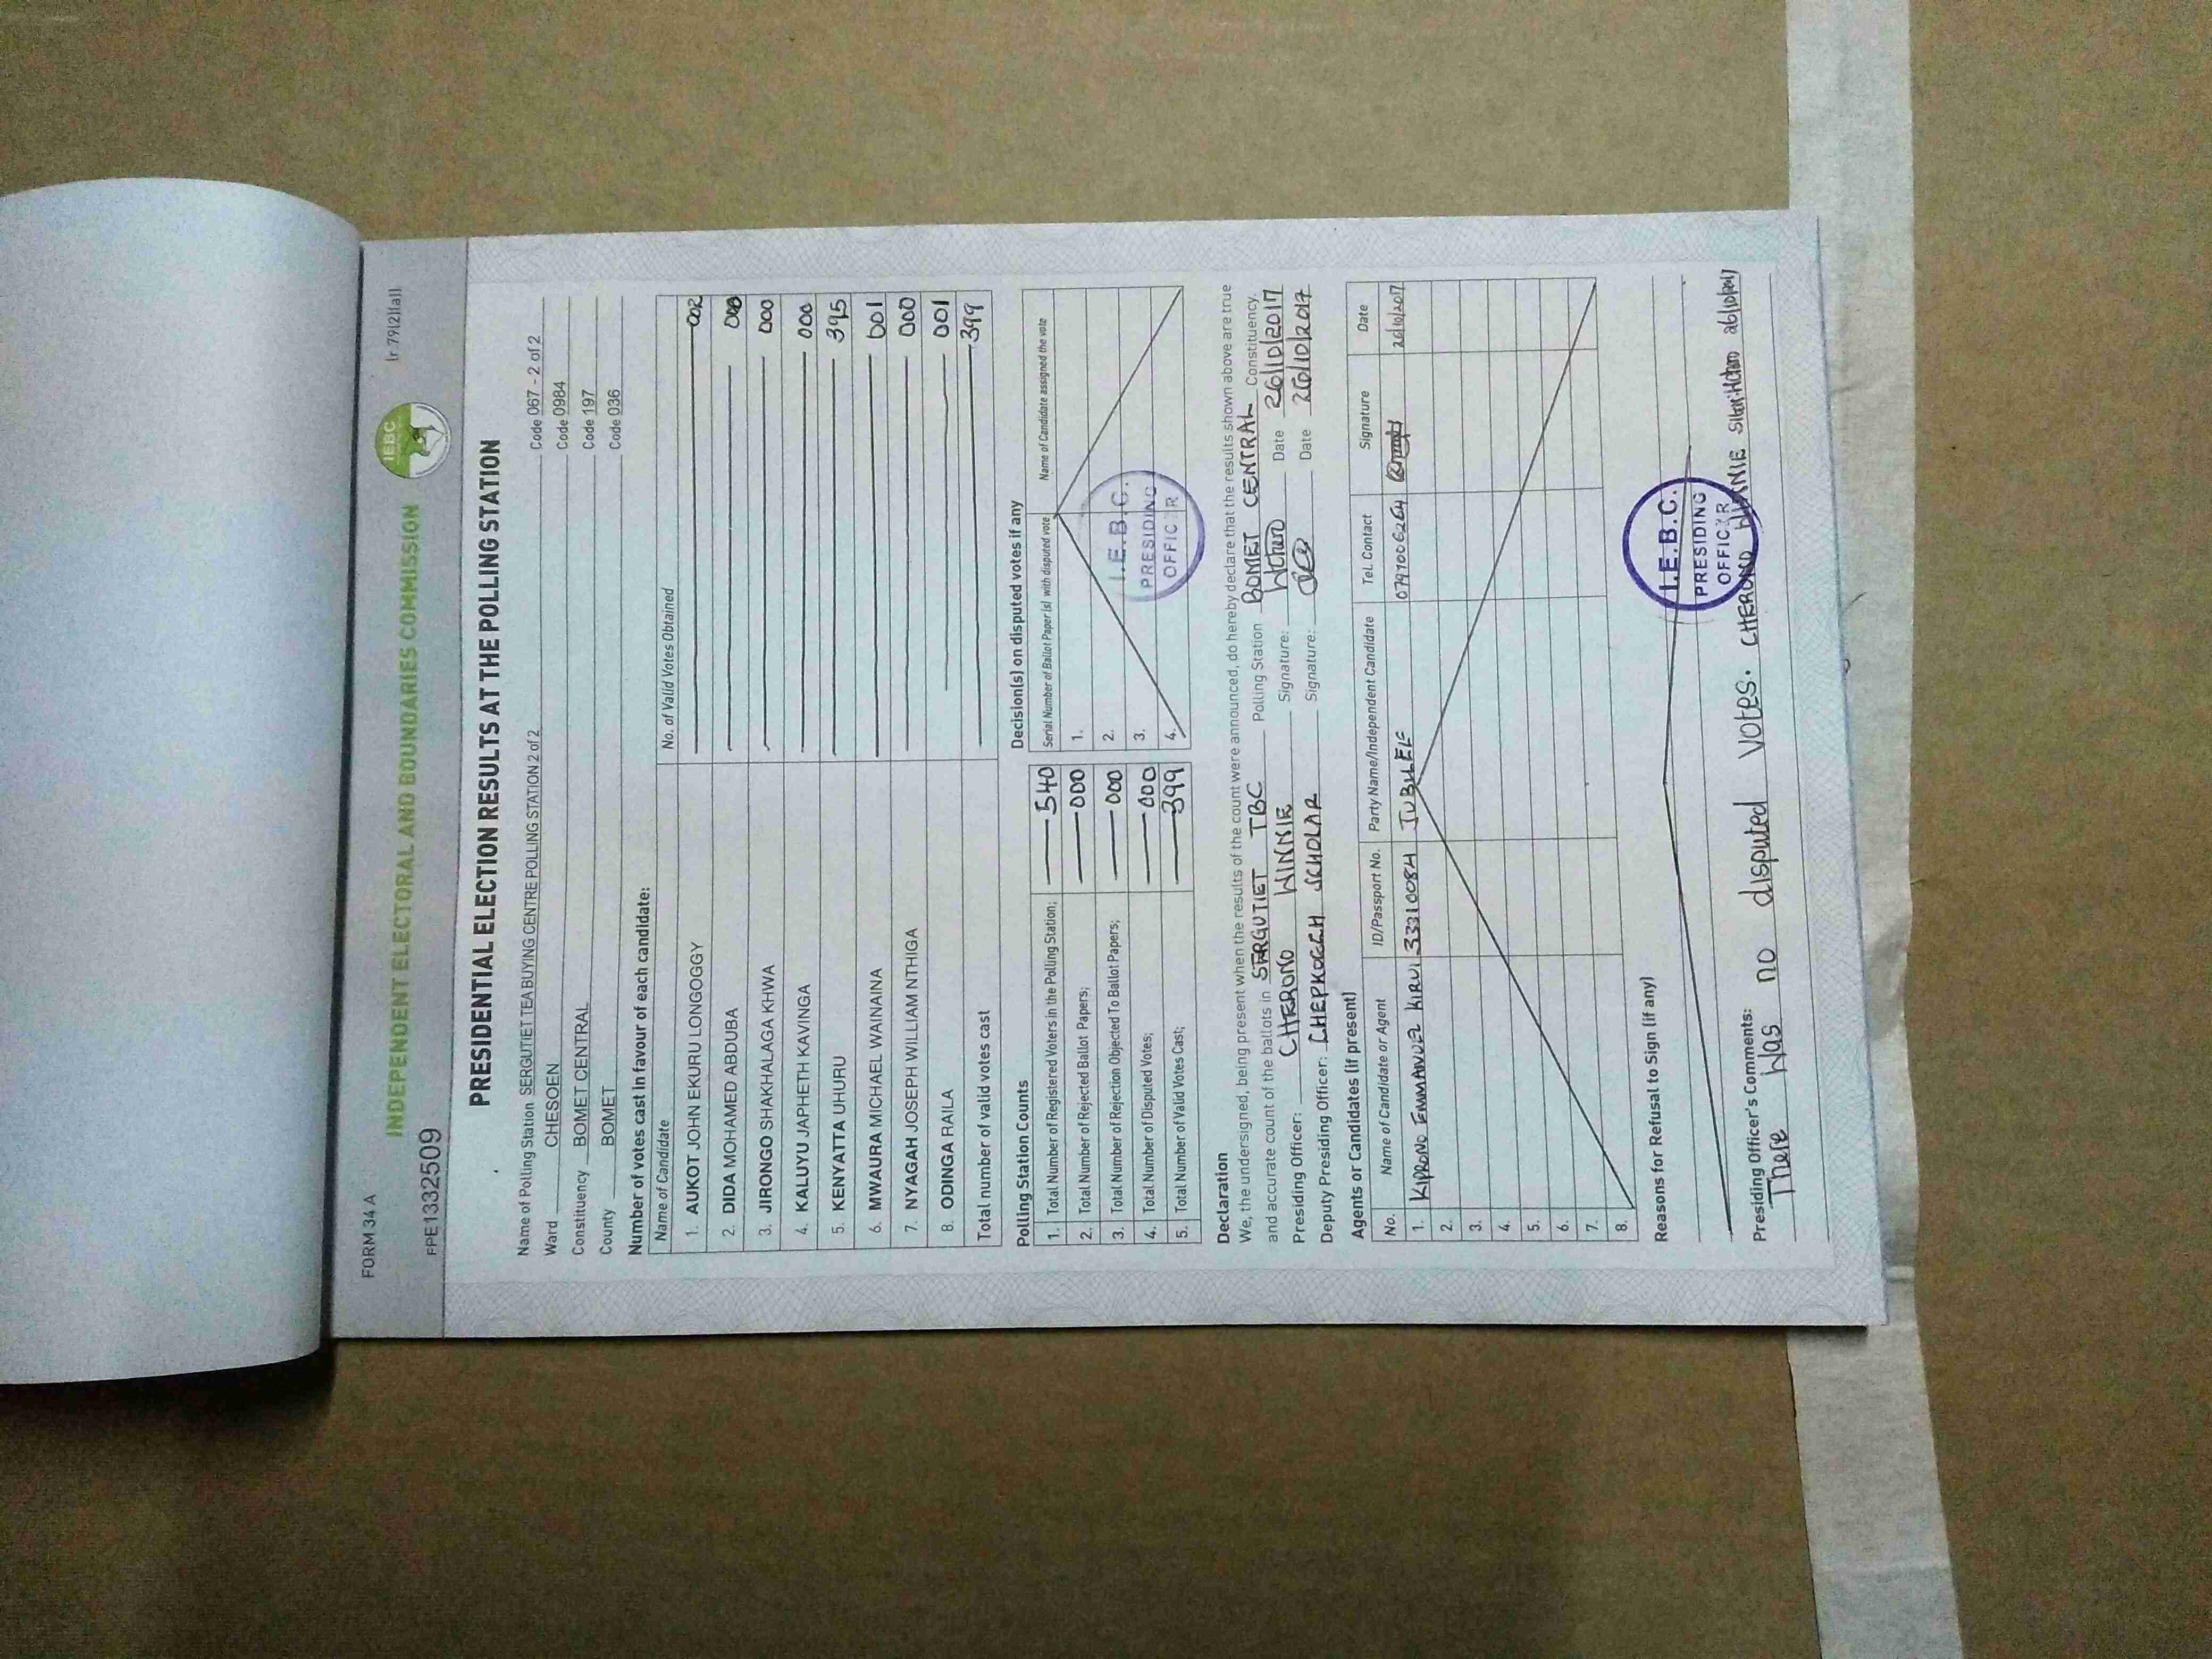 FORM 34 A
(r.79(2)(a))
INDEPENDENT ELECTORAL AND BOUNDARIES COMMISSION
IEBC
FPE1332509
PRESIDENTIAL ELECTION RESULTS AT THE POLLING STATION
Name of Polling Station SERGUTIET TEA BUYING CENTRE POLLING STATION 2 of 2 Code 067 - 2 of 2
Ward CHESOEN Code 0984
Constituency BOMET CENTRAL Code 197
County BOMET Code 036
Number of votes cast in favour of each candidate:
Name of Candidate No. of Valid Votes Obtained
1. AUKOT JOHN EKURU LONGOGGY 002
2. DIDA MOHAMED ABDUBA 000
3. JIRONGO SHAKHALAGA KHWA 000
4. KALUYU JAPHETH KAVINGA 000
5. KENYATTA UHURU 395
6. MWAURA MICHAEL WAINAINA 001
7. NYAGAH JOSEPH WILLIAM NTHIGA 000
8. ODINGA RAILA 001
Total number of valid votes cast 399
Polling Station Counts
1. Total Number of Registered Voters in the Polling Station; 540
2. Total Number of Rejected Ballot Papers; 000
3. Total Number of Rejection Objected To Ballot Papers; 000
4. Total Number of Disputed Votes; 000
5. Total Number of Valid Votes Cast; 399
Decision(s) on disputed votes if any
Serial Number of Ballot Paper(s) with disputed vote Name of Candidate assigned the vote
1.
2.
3.
4.
I.E.B.C.
PRESIDING
OFFIC R
Declaration
We, the undersigned, being present when the results of the count were announced, do hereby declare that the results shown above are true
and accurate count of the ballots in SERGUTIET TBC Polling Station BOMET CENTRAL Constituency.
Presiding Officer: CHERONO WINNIE Signature: Date 26/10/2017
Deputy Presiding Officer: CHEPKOECH SCHOLAR Signature: Date 26/10/2017
Agents or Candidates (if present)
No. Name of Candidate or Agent ID/Passport No. Party Name/Independent Candidate Tel. Contact Signature Date
1. KIPRONO EMMANUEL KIRUI 33310084 JUBILEE 0797006264 26/10/2017
2.
3.
4.
5.
6.
7.
8.
Reasons for Refusal to Sign (if any)
I.E.B.C.
PRESIDING
OFFIC R
Presiding Officer's Comments:
There was no disputed votes. CHERONO WINNIE 26/10/2017